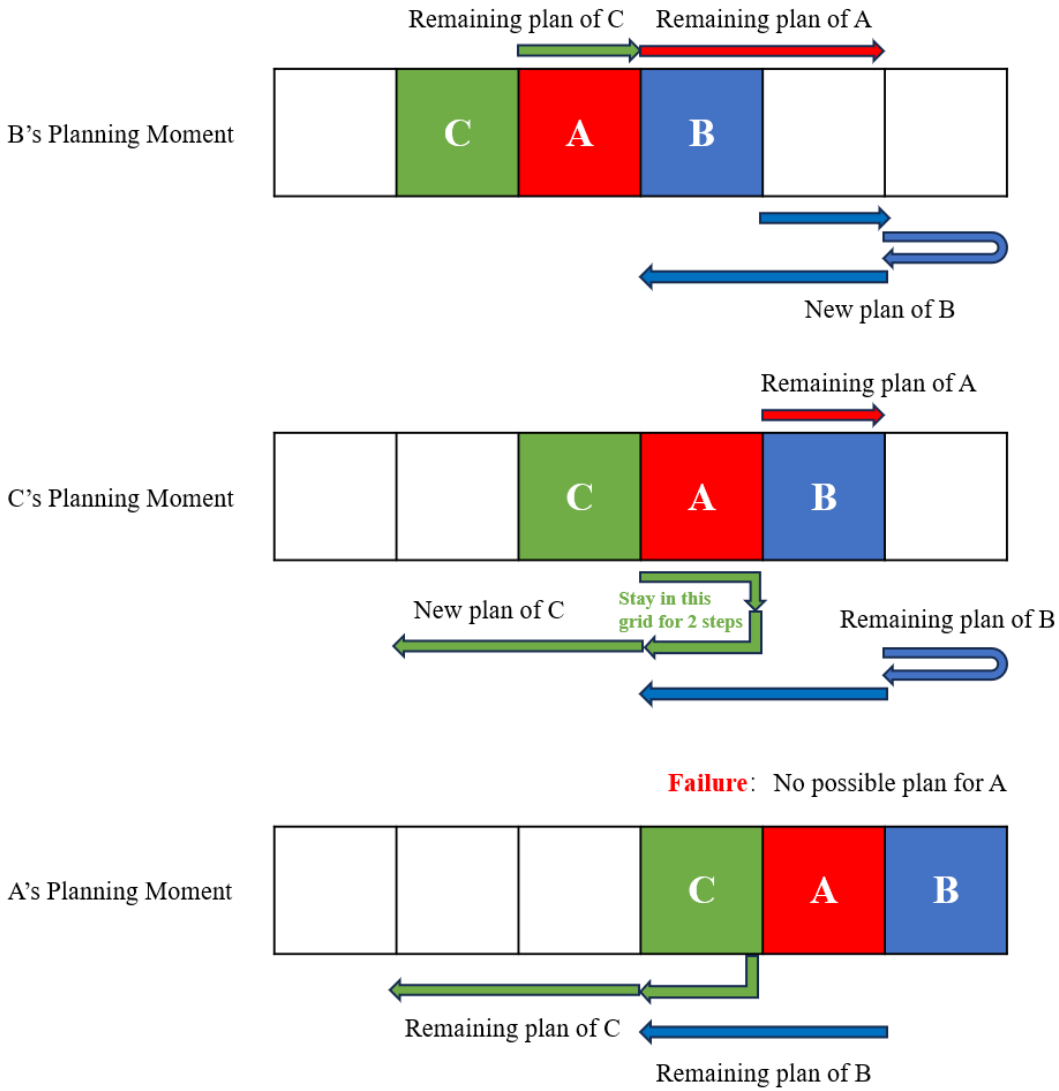 Remaining plan of C
Remaining plan of A
B’s Planning Moment
C
A
B
New plan of B
Remaining plan of A
C’s Planning Moment
C
A
B
New plan of C
Stay in this
grid for 2 steps
Remaining plan of B
Failure: No possible plan for A
A’s Planning Moment
C
A
B
Remaining plan of C
Remaining plan of B